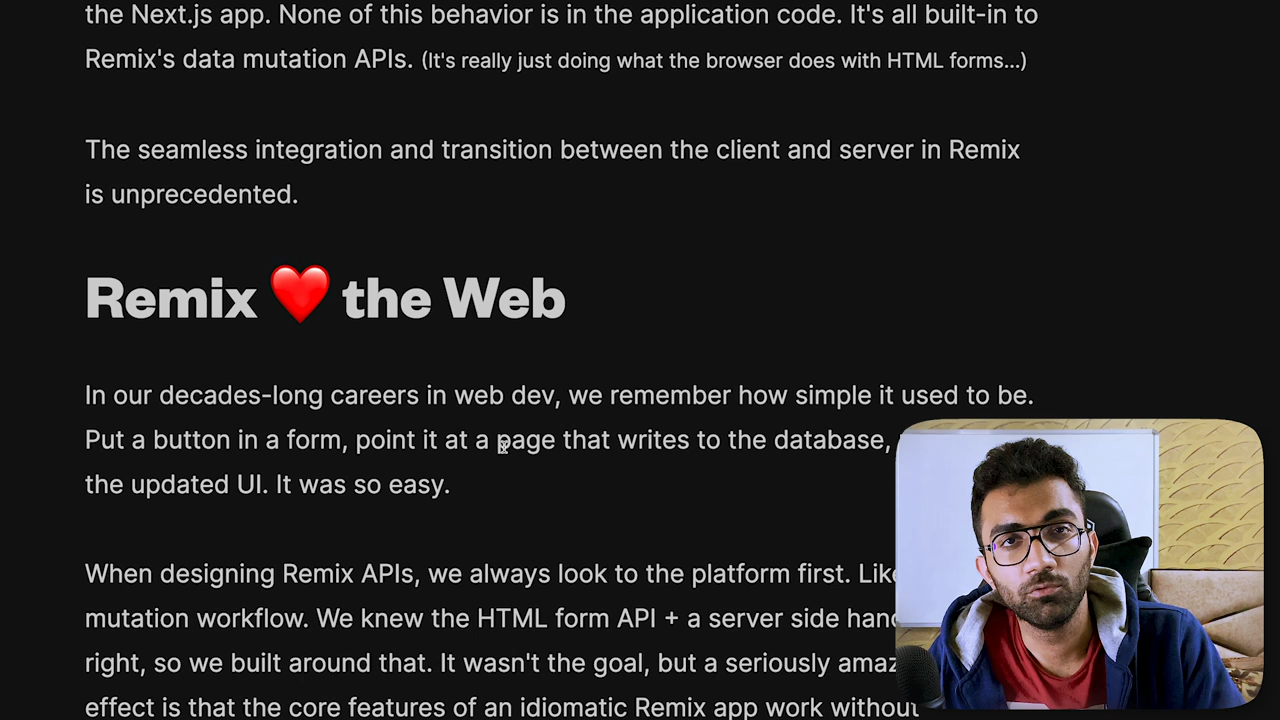 the Next.js app. None of this behavior is in the application code. It's all built-in to
Remix's data mutation APIs. (It's really just doing what the browser does with HTML forms...)
The seamless integration and transition between the client and server in Remix
is unprecedented.
Remix ❤️ the Web
In our decades-long careers in web dev, we remember how simple it used to be.
Put a button in a form, point it at a page that writes to the database,
the updated UI. It was so easy.
When designing Remix APIs, we always look to the platform first. Like
mutation workflow. We knew the HTML form API + a server side
right, so we built around that. It wasn't the goal, but a seriously
effect is that the core features of an idiomatic Remix app work without